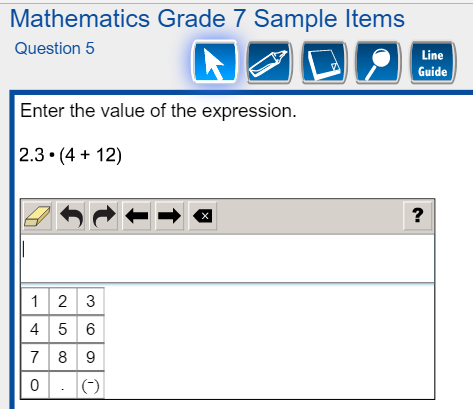 Mathematics Grade 7 Sample Items
Question 5
Line
Guide
Enter the value of the expression.
2.3 • (4 + 12)
?
1 2 3
4 5 6
7 8 9
0 . (−)